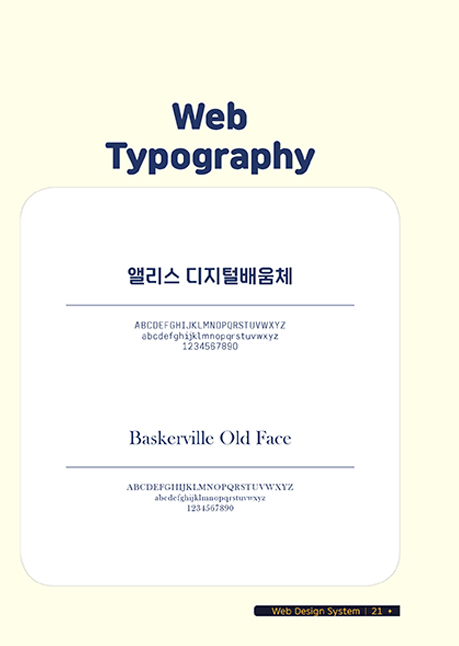 Web
Typography
앨리스 디지털배움체
ABCDEFGHIJKLMNOPQRSTUVWXYZ
abcdefghijklmnopqrstuvwxyz
1234567890
Baskerville Old Face
ABCDEFGHIJKLMNOPQRSTUVWXYZ
abcdefghijklmnopqrstuvwxyz
1234567890
Web Design System | 21